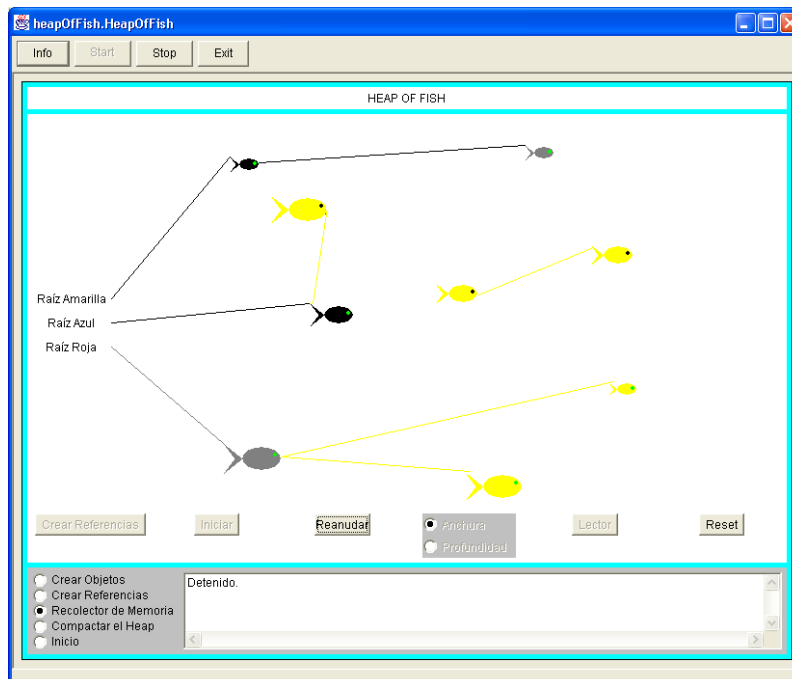 heapOfFish.HeapOfFish
Info Start Stop Exit
HEAP OF FISH
Raíz Amarilla
Raíz Azul
Raíz Roja
Crear Referencias Iniciar Reanudar Anchura Lector Reset
Profundidad
Crear Objetos
Crear Referencias
Recolector de Memoria
Compactar el Heap
Inicio
Detenido.